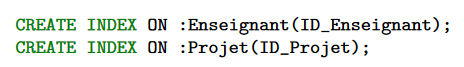 CREATE INDEX ON :Enseignant(ID_Enseignant);
CREATE INDEX ON :Projet(ID_Projet);